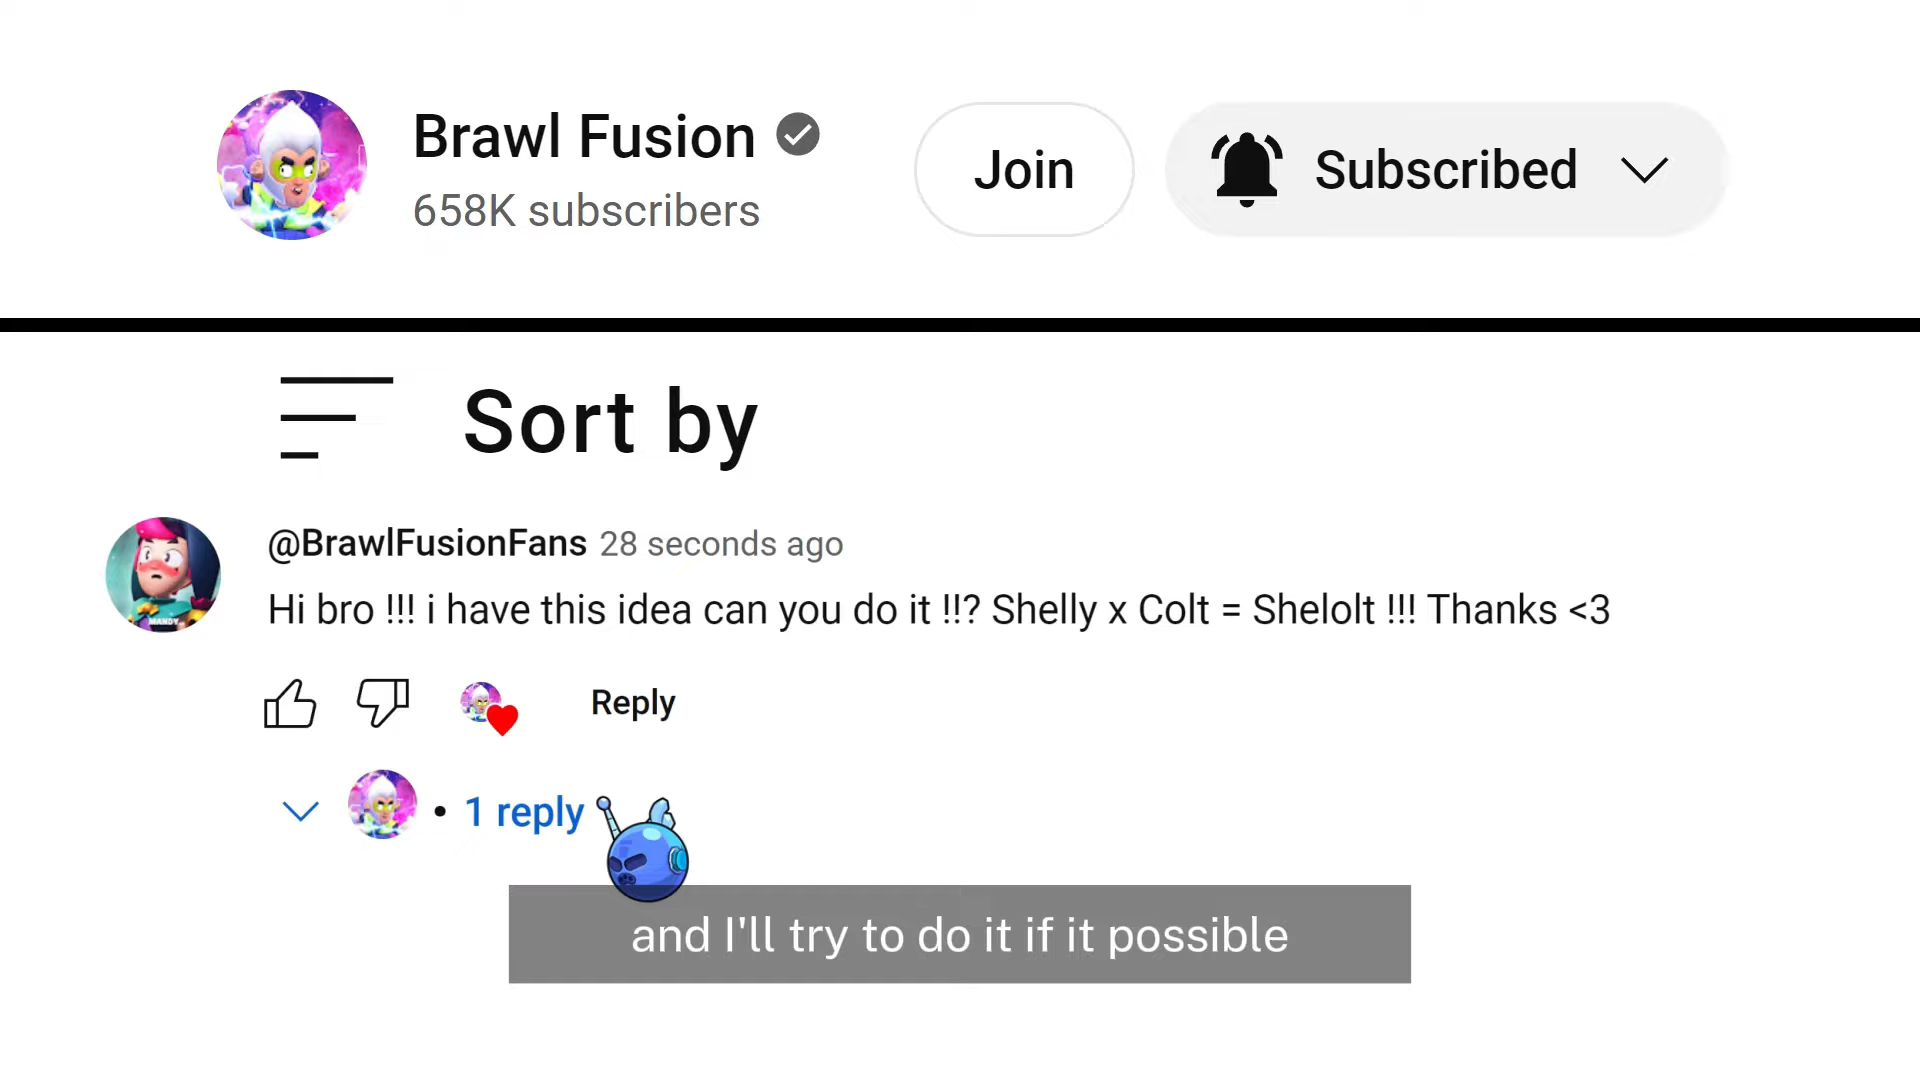 Brawl Fusion
658K subscribers
Join
Subscribed
Sort by
@BrawlFusionFans 28 seconds ago
MANDY
Hi bro !!! i have this idea can you do it !!? Shelly x Colt = Shelolt !!! Thanks <3
Reply
• 1 reply
and I'll try to do it if it possible